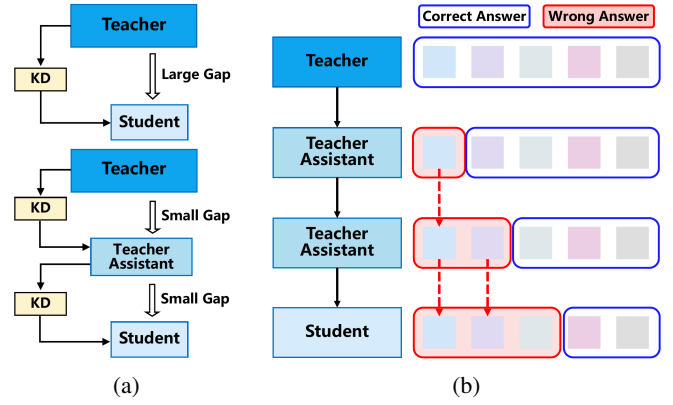 Teacher
KD
Large Gap
Student
Teacher
KD
Small Gap
Teacher
Assistant
KD
Small Gap
Student
(a)
Correct Answer
Wrong Answer
Teacher
Teacher
Assistant
Teacher
Assistant
Student
(b)